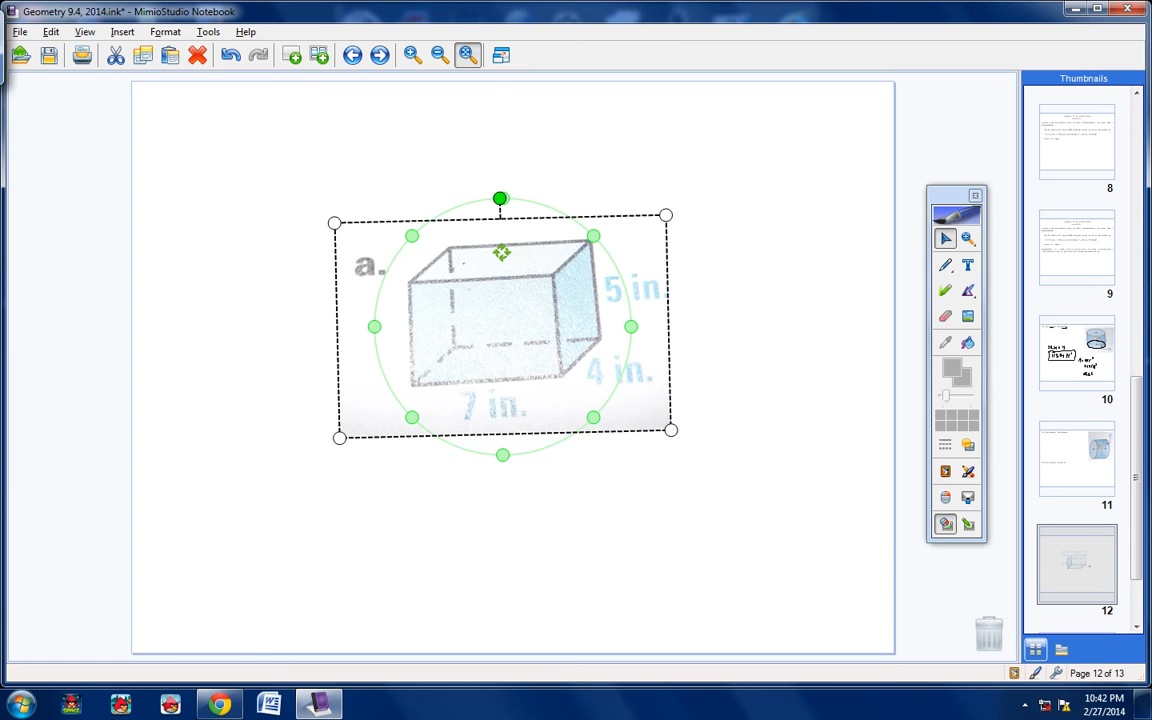 Geometry 9.4, 2014.ink* - MimioStudio Notebook
File Edit View Insert Format Tools Help
Thumbnails
a.
5 in.
4 in.
7 in.
8
9
10
11
12
Page 12 of 13
10:42 PM
2/27/2014